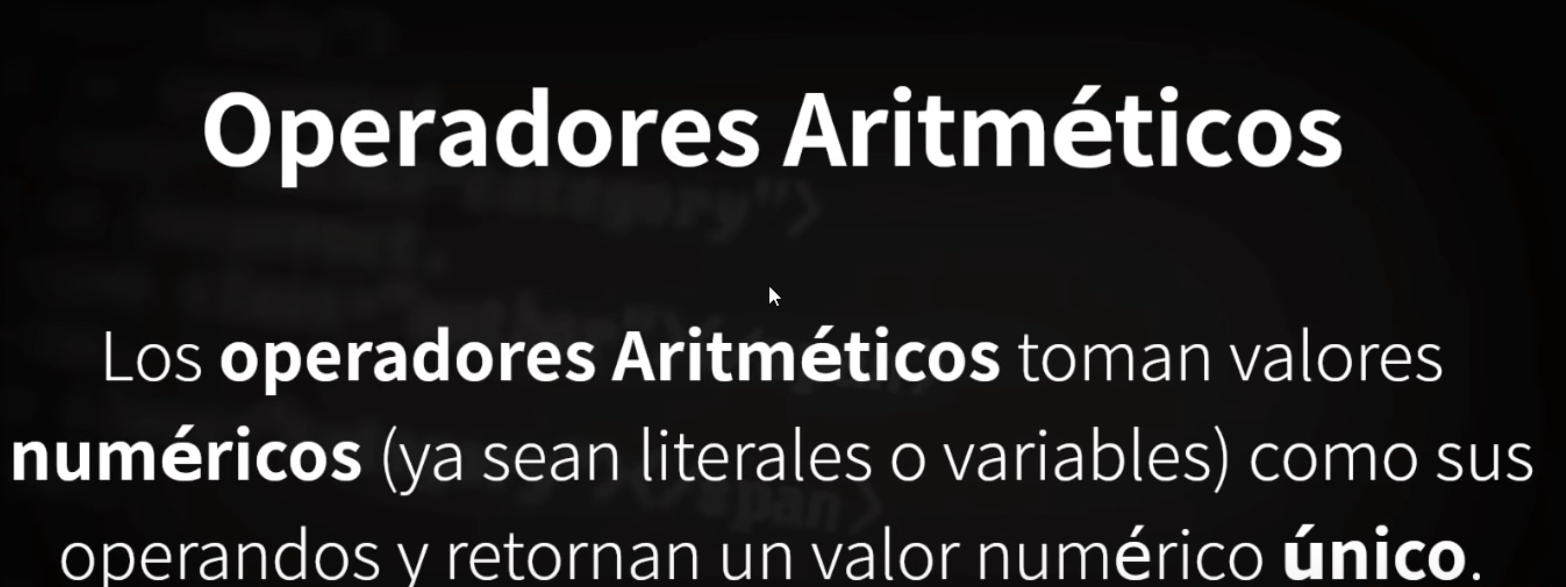 Operadores Aritméticos
Los operadores Aritméticos toman valores
numéricos (ya sean literales o variables) como sus
operandos y retornan un valor numérico único.